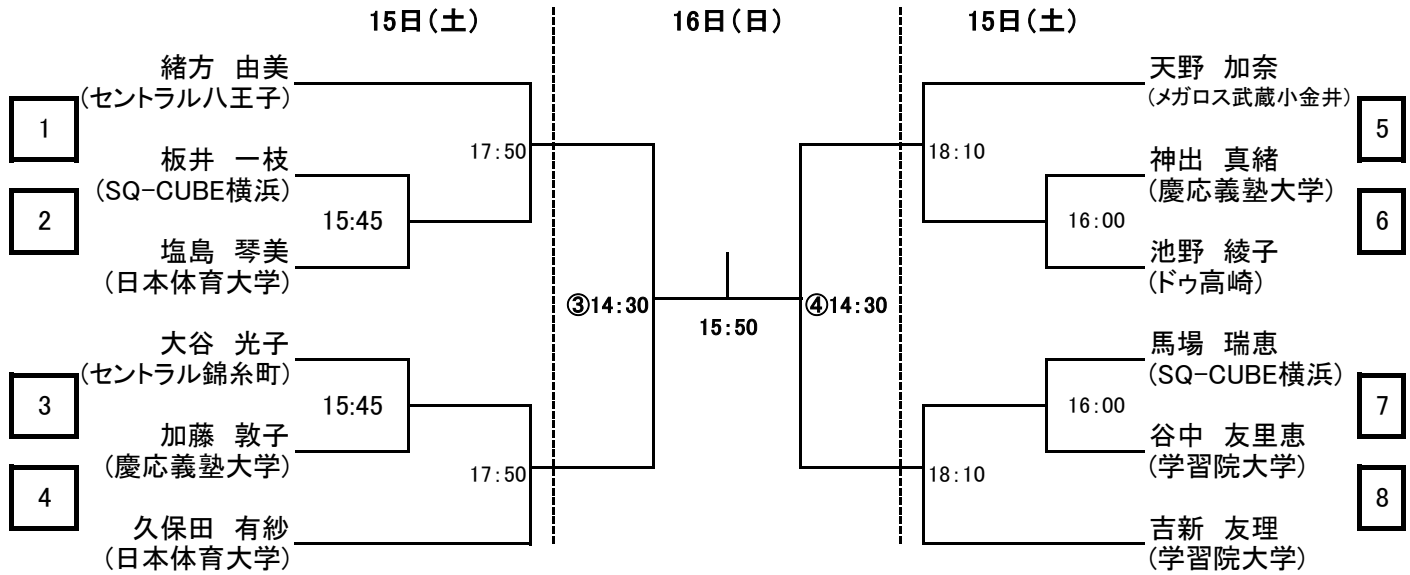 15日(土)
16日(日)
15日(土)
緒方 由美
(セントラル八王子)
1
17:50
板井 一枝
(SQ-CUBE横浜)
2
15:45
塩島 琴美
(日本体育大学)
大谷 光子
(セントラル錦糸町)
3
15:45
加藤 敦子
(慶応義塾大学)
4
17:50
久保田 有紗
(日本体育大学)
③14:30
15:50
④14:30
天野 加奈
(メガロス武蔵小金井)
5
18:10
神出 真緒
(慶応義塾大学)
6
16:00
池野 綾子
(ドゥ高崎)
馬場 瑞恵
(SQ-CUBE横浜)
7
16:00
谷中 友里恵
(学習院大学)
18:10
8
吉新 友理
(学習院大学)